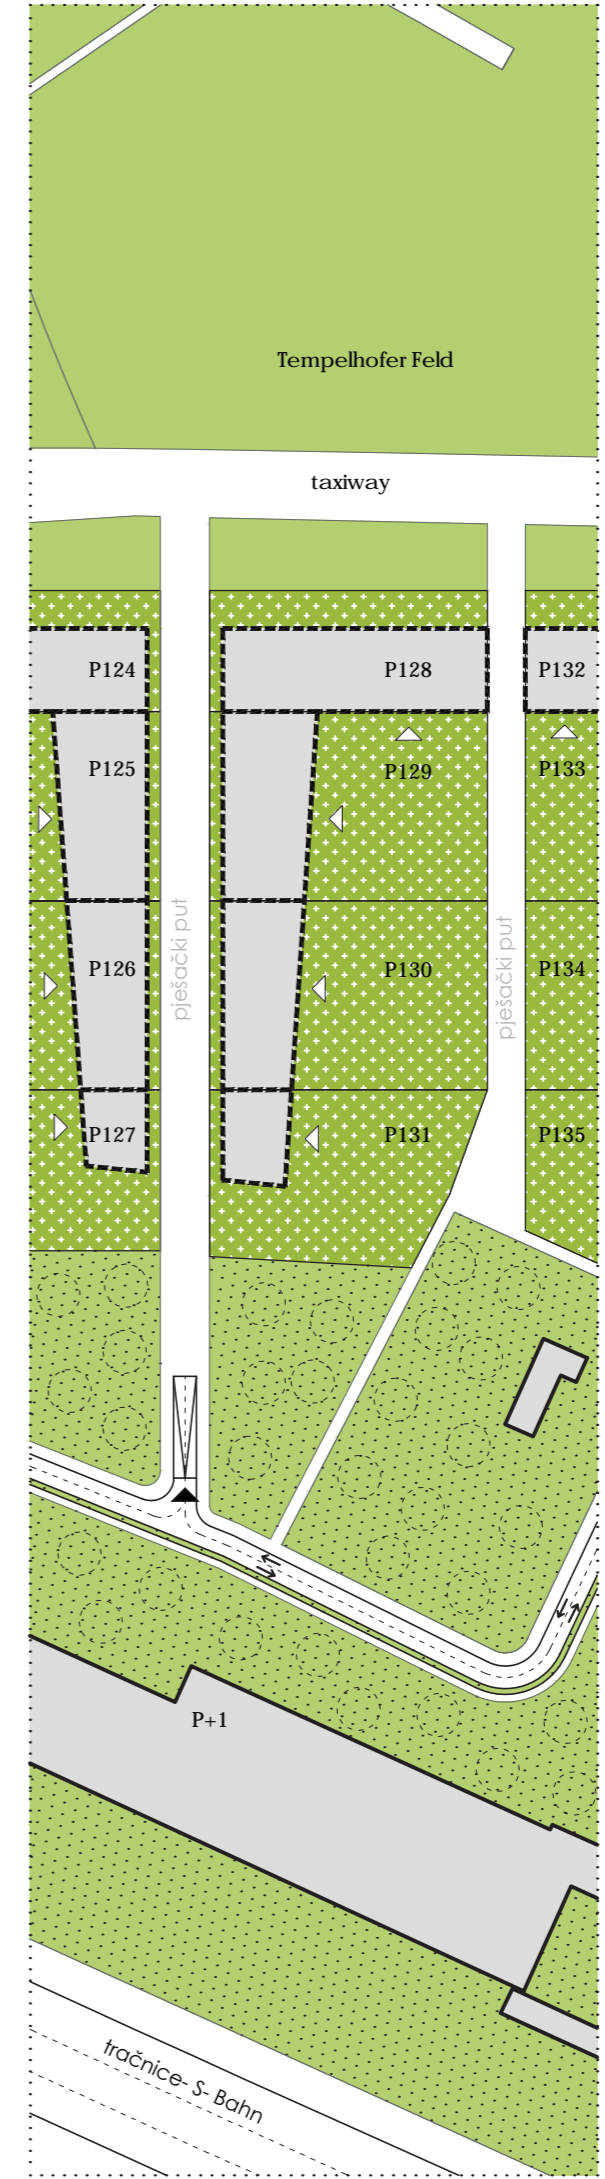 Tempelhofer Feld
taxiway
P124
P128
P132
P125
P129
P133
pješački put
pješački put
P126
P130
P134
P127
P131
P135
P+1
tračnice- S- Bahn